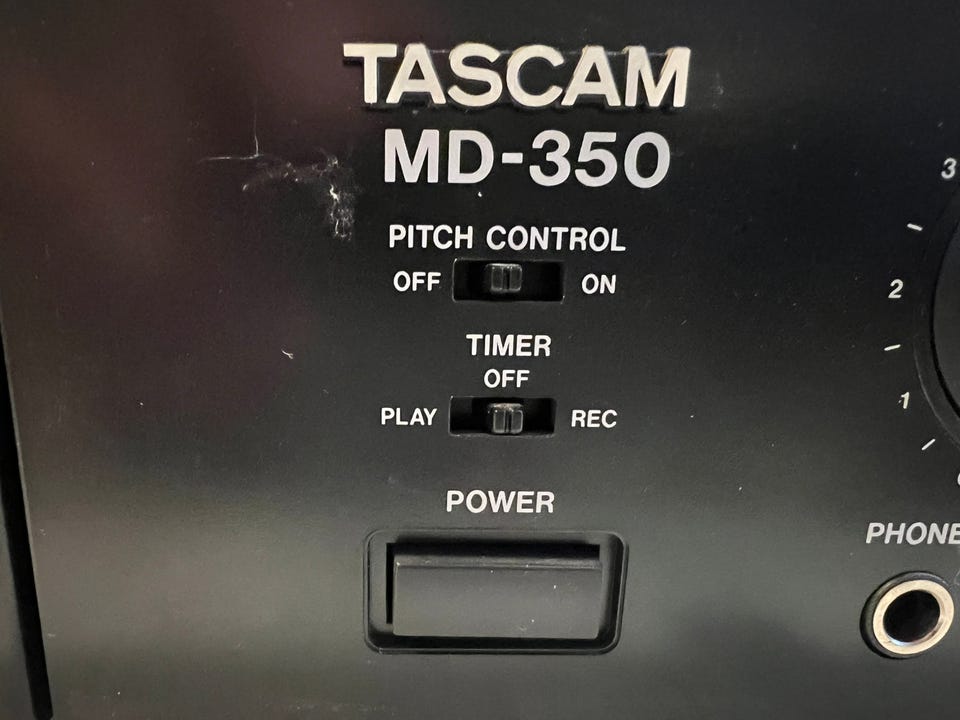 TASCAM
MD-350
PITCH CONTROL
OFF ON
TIMER
OFF
PLAY REC
POWER
3
2
1
PHONE